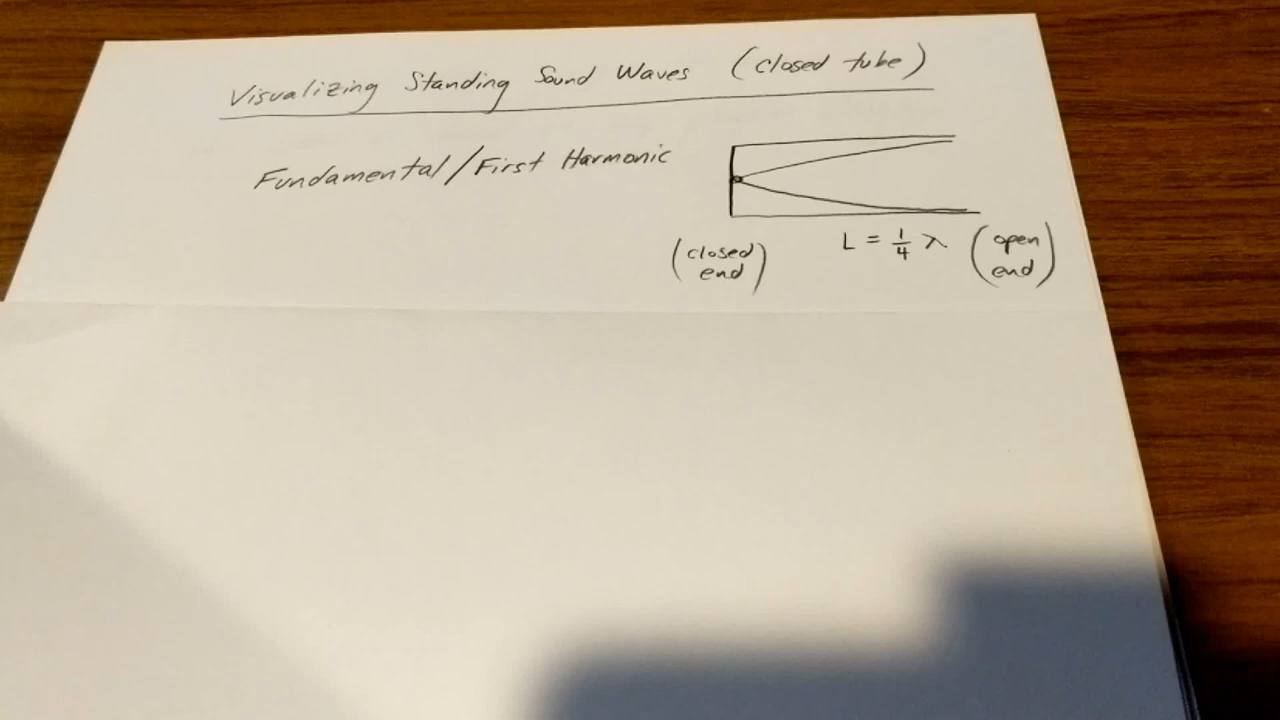 Visualizing Standing Sound Waves (closed tube)
Fundamental/First Harmonic
L = 1/4 λ
(closed end)
(open end)